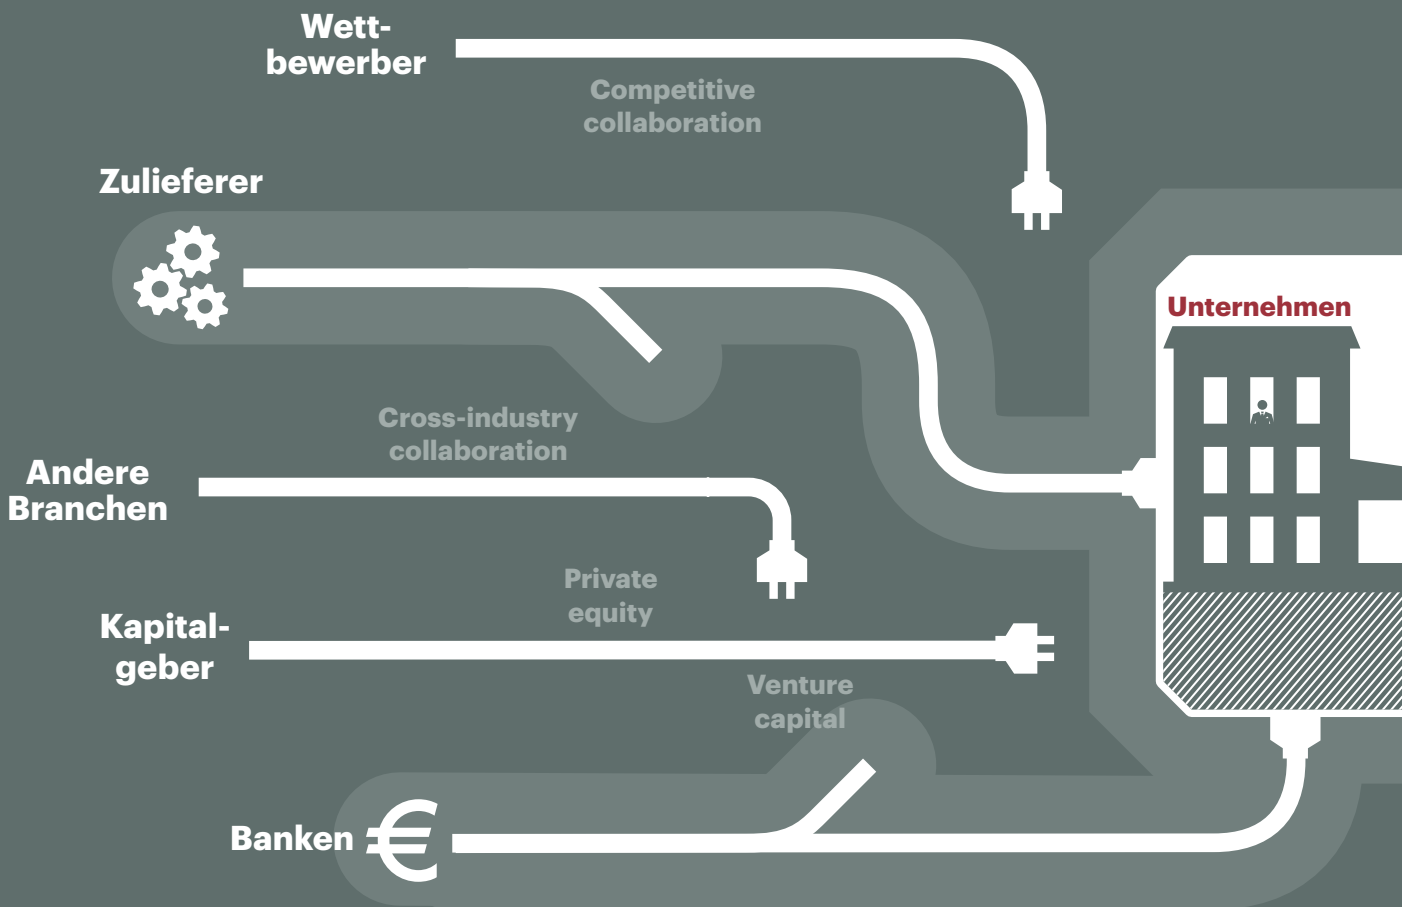 Wett-
bewerber
Competitive
collaboration
Zulieferer
Unternehmen
Cross-industry
collaboration
Andere
Branchen
Private
equity
Kapital-
geber
Venture
capital
Banken €